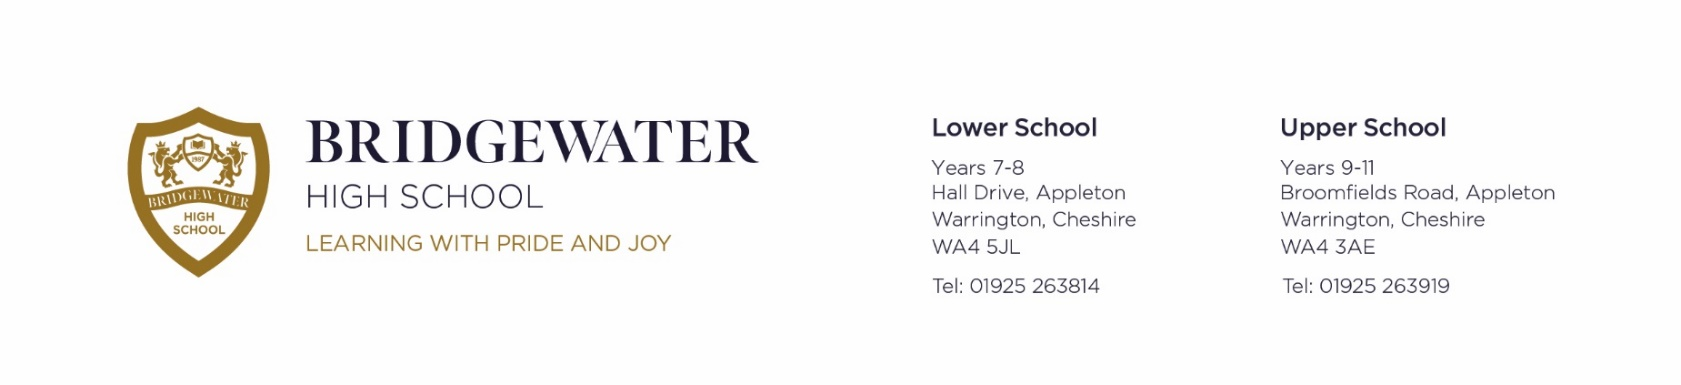 1987
BRIDGEWATER
HIGH
SCHOOL
BRIDGEWATER
HIGH SCHOOL
LEARNING WITH PRIDE AND JOY
Lower School
Years 7-8
Hall Drive, Appleton
Warrington, Cheshire
WA4 5JL
Tel: 01925 263814
Upper School
Years 9-11
Broomfields Road, Appleton
Warrington, Cheshire
WA4 3AE
Tel: 01925 263919